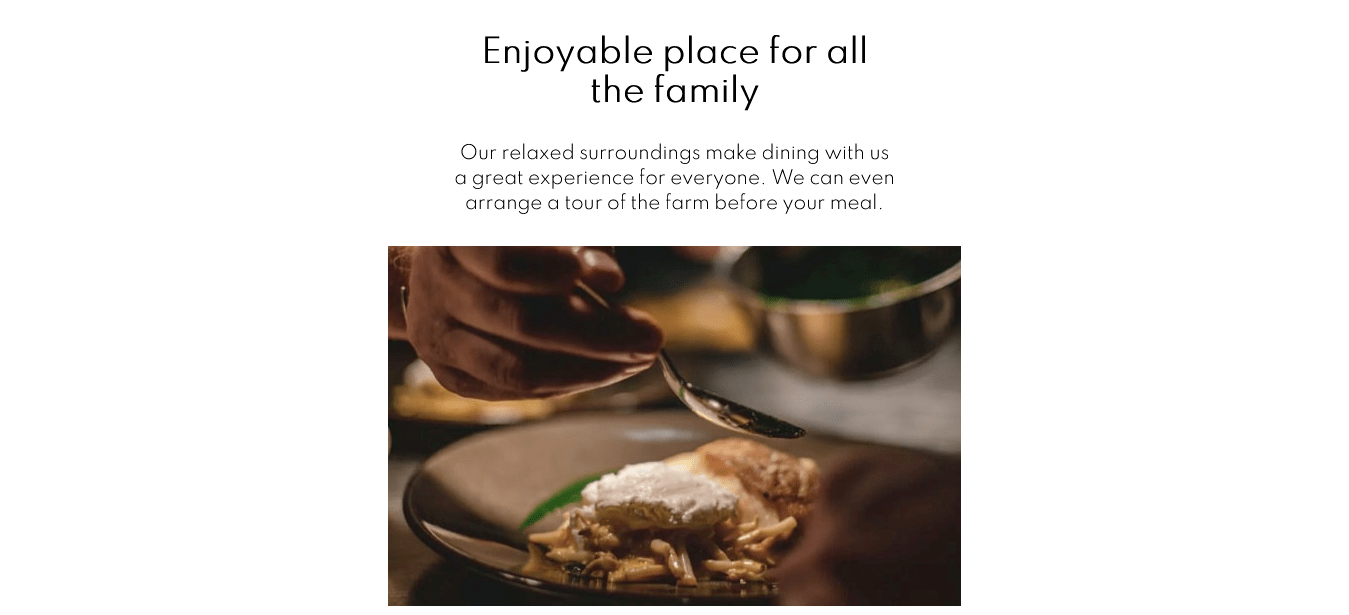 Enjoyable place for all
the family
Our relaxed surroundings make dining with us
a great experience for everyone. We can even
arrange a tour of the farm before your meal.